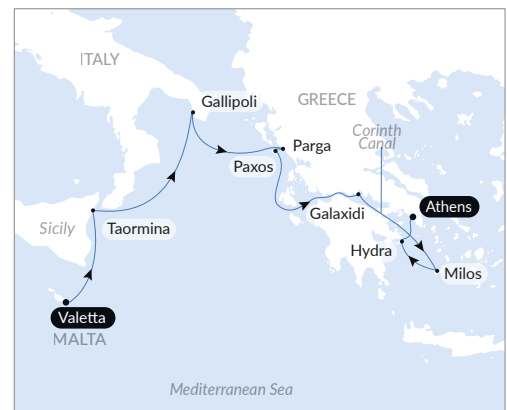 ITALY
Gallipoli
GREECE
Corinth
Canal
Parga
Paxos
Athens
Galaxidi
Sicily
Taormina
Hydra
Milos
Valetta
MALTA
Mediterranean Sea